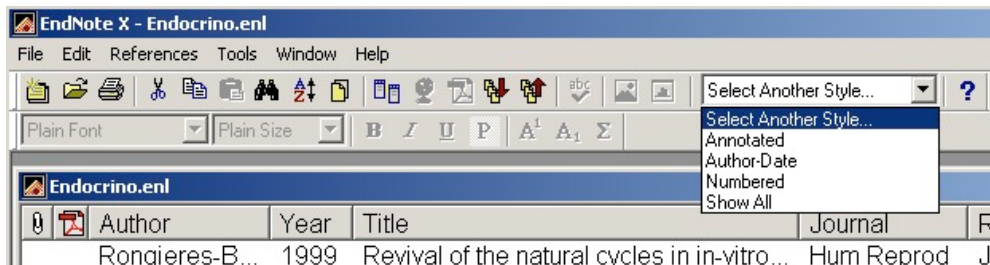 EndNote X - Endocrino.enl
File Edit References Tools Window Help
abc Select Another Style... ?
Plain Font Plain Size B I U P A1 A1 Σ
Select Another Style...
Annotated
Author-Date
Numbered
Show All
Endocrino.enl
Author Year Title Journal
Rongieres-B... 1999 Revival of the natural cycles in in-vitro... Hum Reprod J